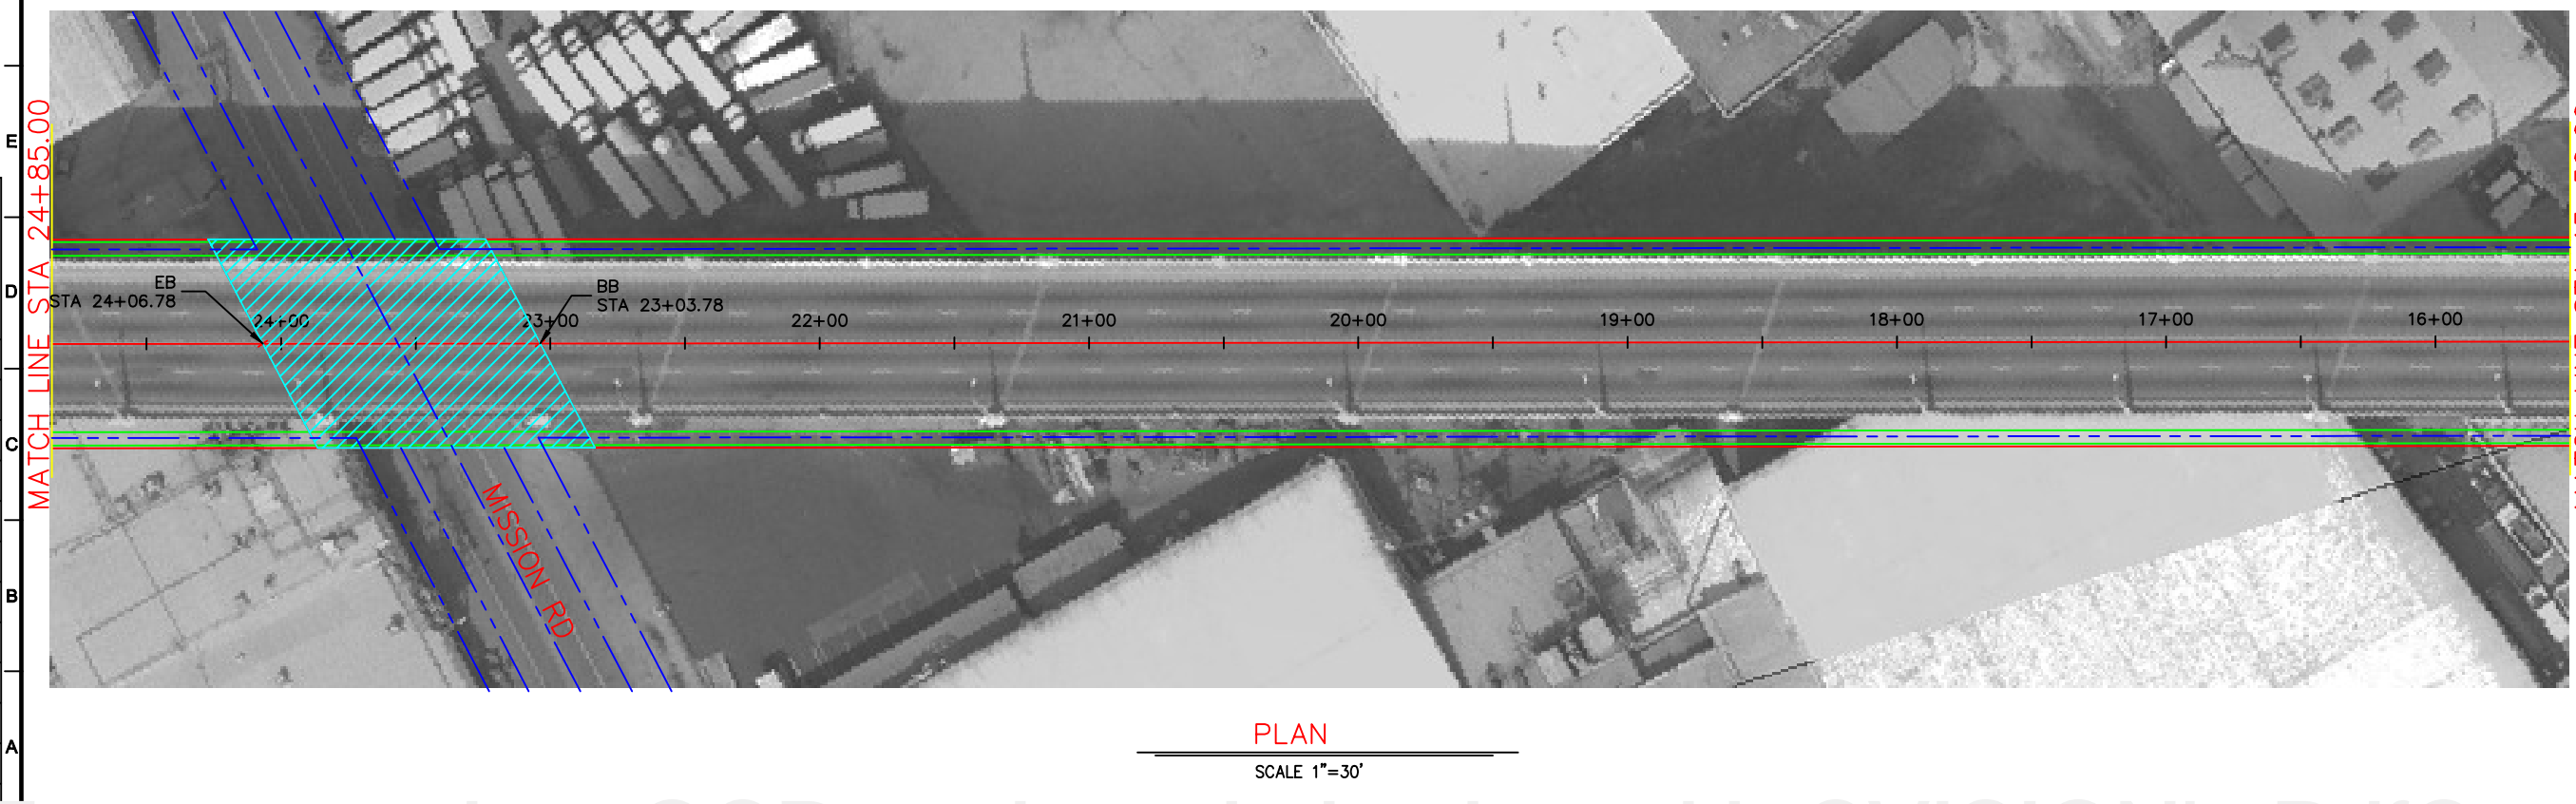 E
D
C
B
A
MATCH LINE STA 24+85.00
EB
STA 24+06.78
BB
STA 23+03.78
24+00
23+00
22+00
21+00
20+00
19+00
18+00
17+00
16+00
MISSION RD
PLAN
SCALE 1"=30'